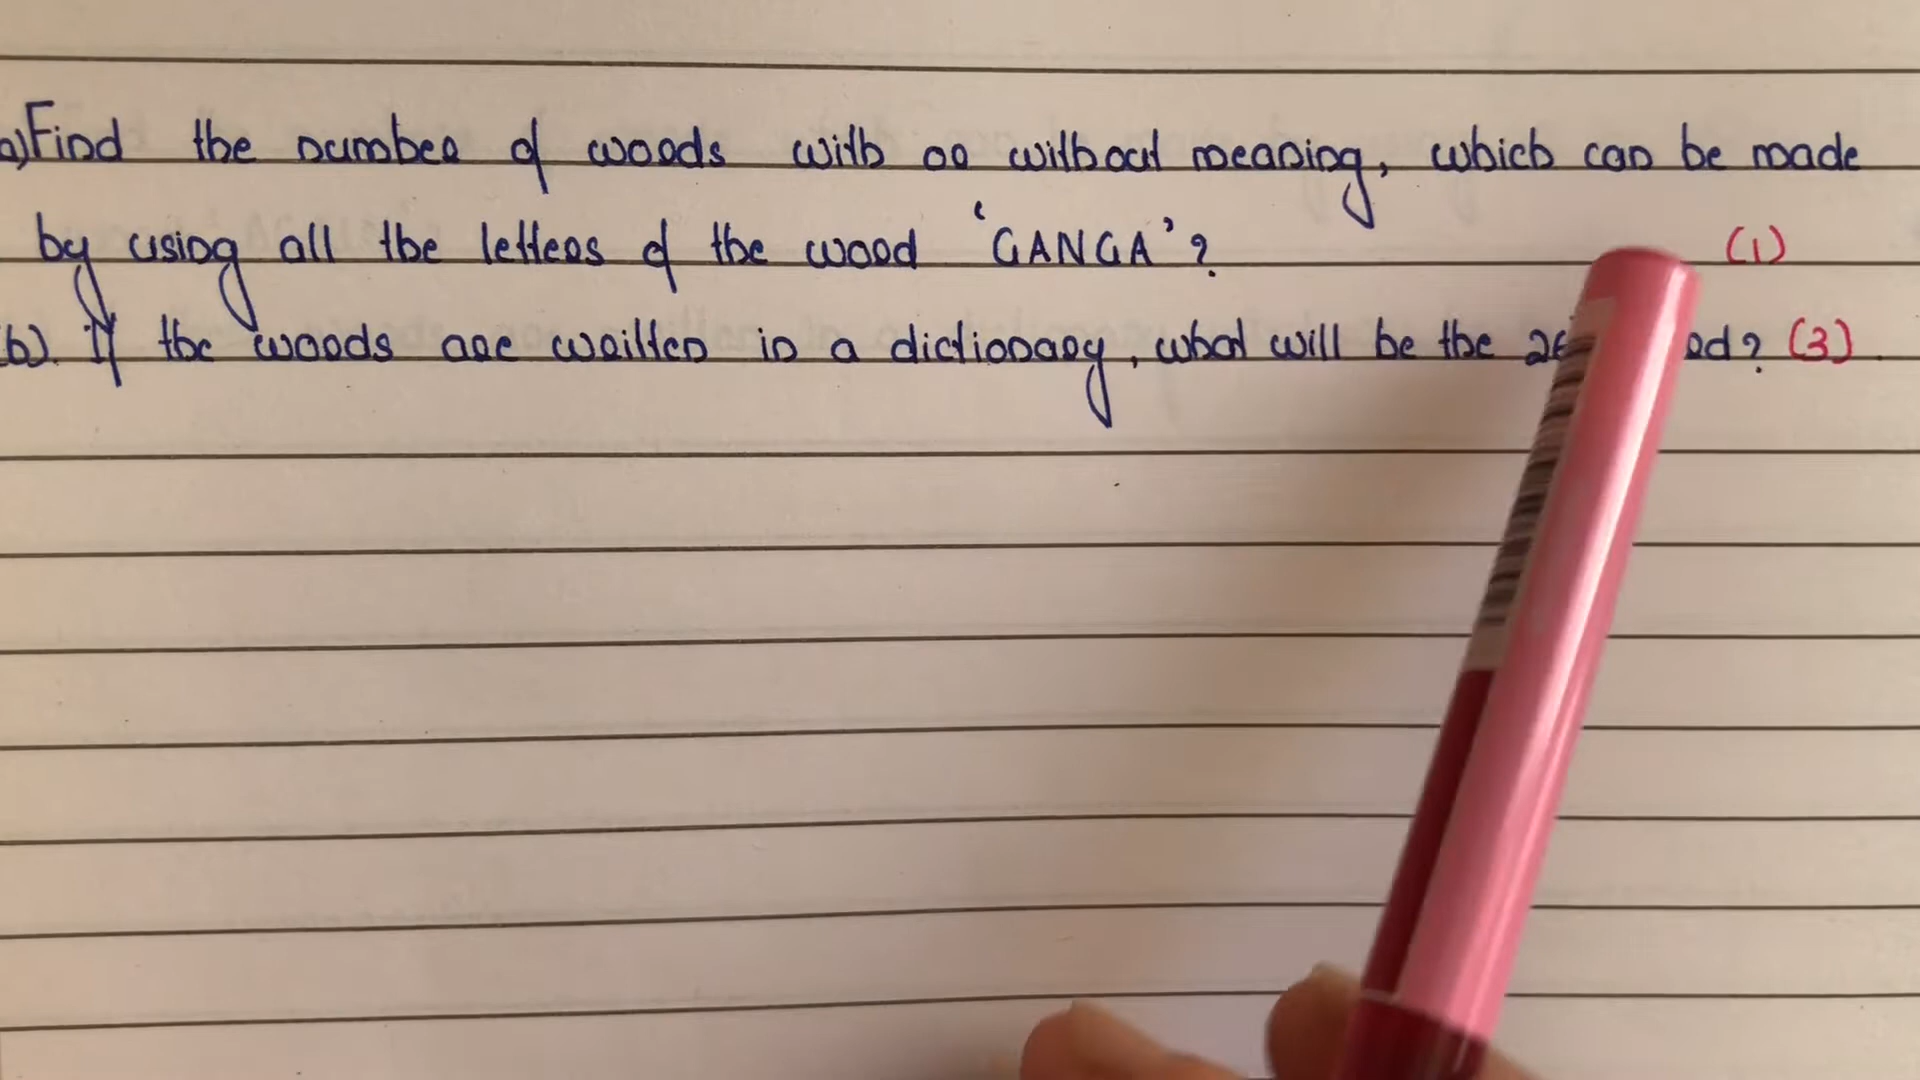 a) Find the number of words with or without meaning, which can be made
by using all the letters of the word 'GANGA'? (1)
b). If the words are written in a dictionary, what will be the (3)